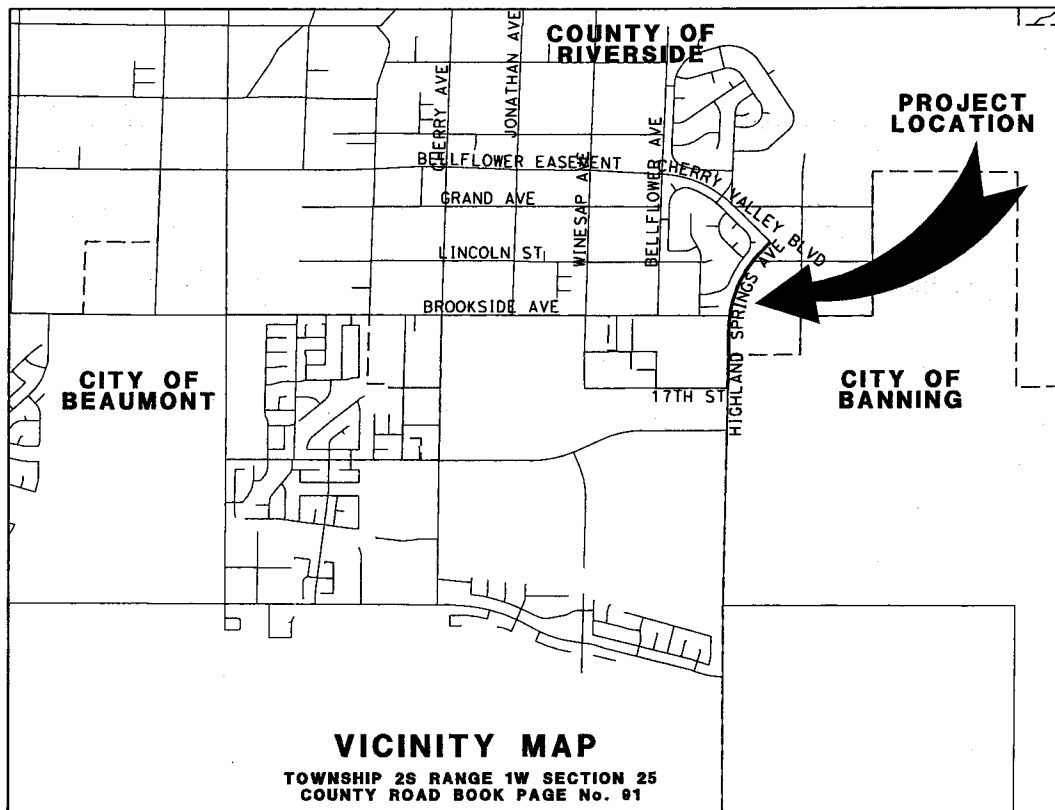 COUNTY OF
RIVERSIDE
PROJECT
LOCATION
CHERRY AVE
JONATHAN AVE
BELLFLOWER EASEMENT
GRAND AVE
WINESAP AVE
BELLFLOWER AVE
CHERRY VALLEY BLVD
LINCOLN ST
BROOKSIDE AVE
HIGHLAND SPRINGS AVE
17TH ST
CITY OF
BEAUMONT
CITY OF
BANNING
VICINITY MAP
TOWNSHIP 2S RANGE 1W SECTION 25
COUNTY ROAD BOOK PAGE No. 91